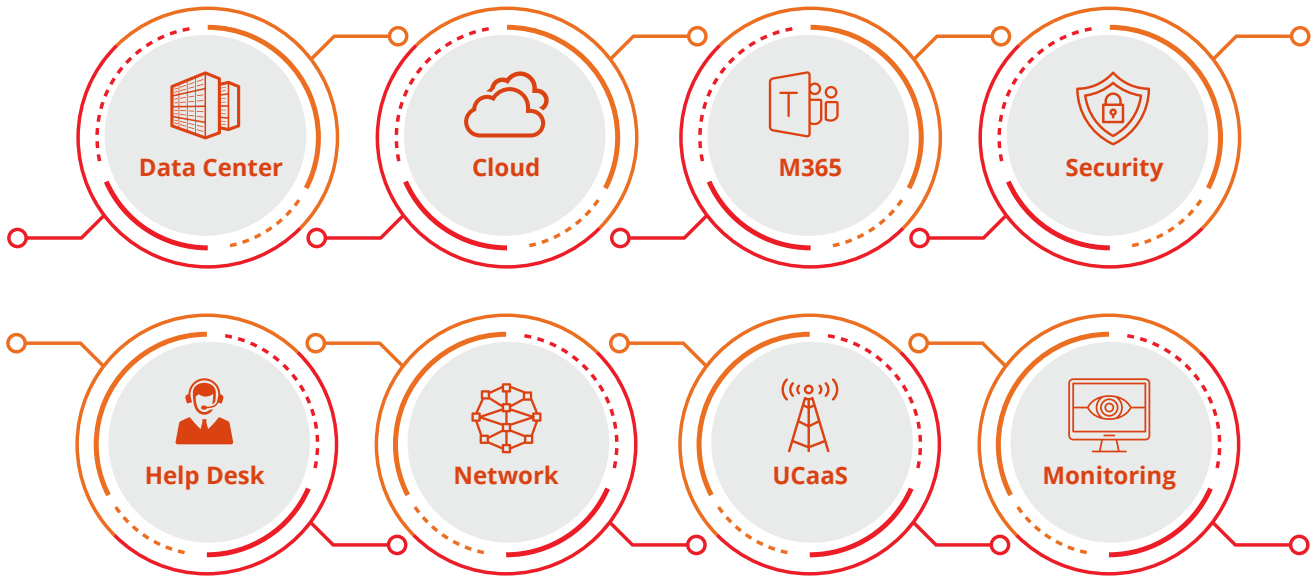 Data Center
Cloud
T
M365
Security
Help Desk
Network
UCaaS
Monitoring